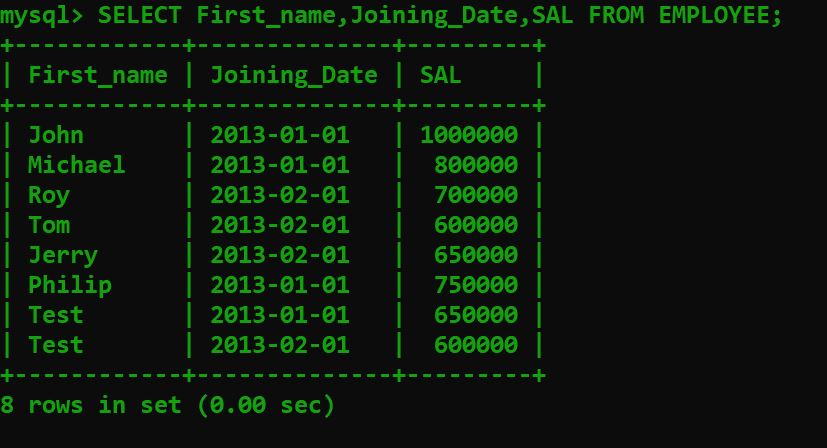 mysql> SELECT First_name,Joining_Date,SAL FROM EMPLOYEE;
+------------+--------------+---------+
| First_name | Joining_Date | SAL     |
+------------+--------------+---------+
| John       | 2013-01-01   | 1000000 |
| Michael    | 2013-01-01   |  800000 |
| Roy        | 2013-02-01   |  700000 |
| Tom        | 2013-02-01   |  600000 |
| Jerry      | 2013-02-01   |  650000 |
| Philip     | 2013-01-01   |  750000 |
| Test       | 2013-01-01   |  650000 |
| Test       | 2013-02-01   |  600000 |
+------------+--------------+---------+
8 rows in set (0.00 sec)